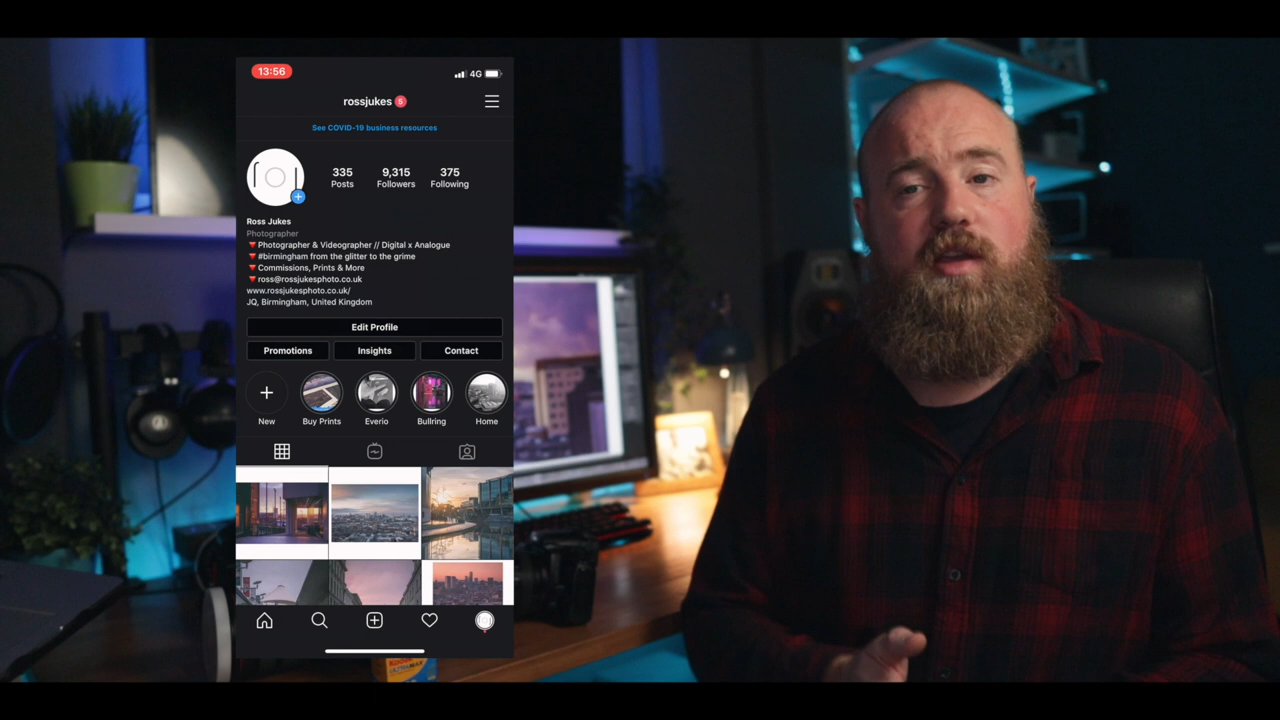 13:56
4G
rossjukes 5
See COVID-19 business resources
335 9,315 375
Posts Followers Following
Ross Jukes
Photographer
🔻Photographer & Videographer // Digital x Analogue
🔻#birmingham from the glitter to the grime
🔻Commissions, Prints & More
🔻ross@rossjukesphoto.co.uk
www.rossjukesphoto.co.uk/
JQ, Birmingham, United Kingdom
Edit Profile
Promotions Insights Contact
New Buy Prints Everio Bullring Home
Kodak
ULTRAMAX